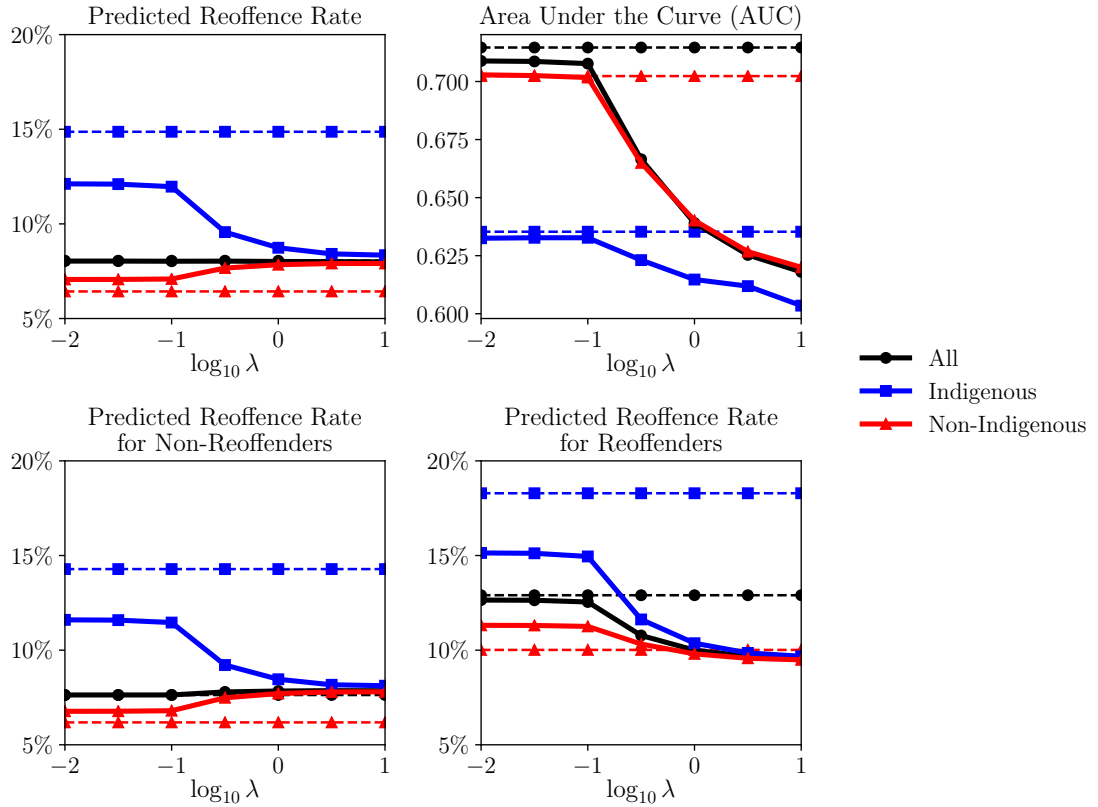 Predicted Reoffence Rate
20%
15%
10%
5%
−2
−1
0
1
log₁₀ λ
Area Under the Curve (AUC)
0.700
0.675
0.650
0.625
0.600
−2
−1
0
1
log₁₀ λ
All
Indigenous
Non-Indigenous
Predicted Reoffence Rate
for Non-Reoffenders
20%
15%
10%
5%
−2
−1
0
1
log₁₀ λ
Predicted Reoffence Rate
for Reoffenders
20%
15%
10%
5%
−2
−1
0
1
log₁₀ λ